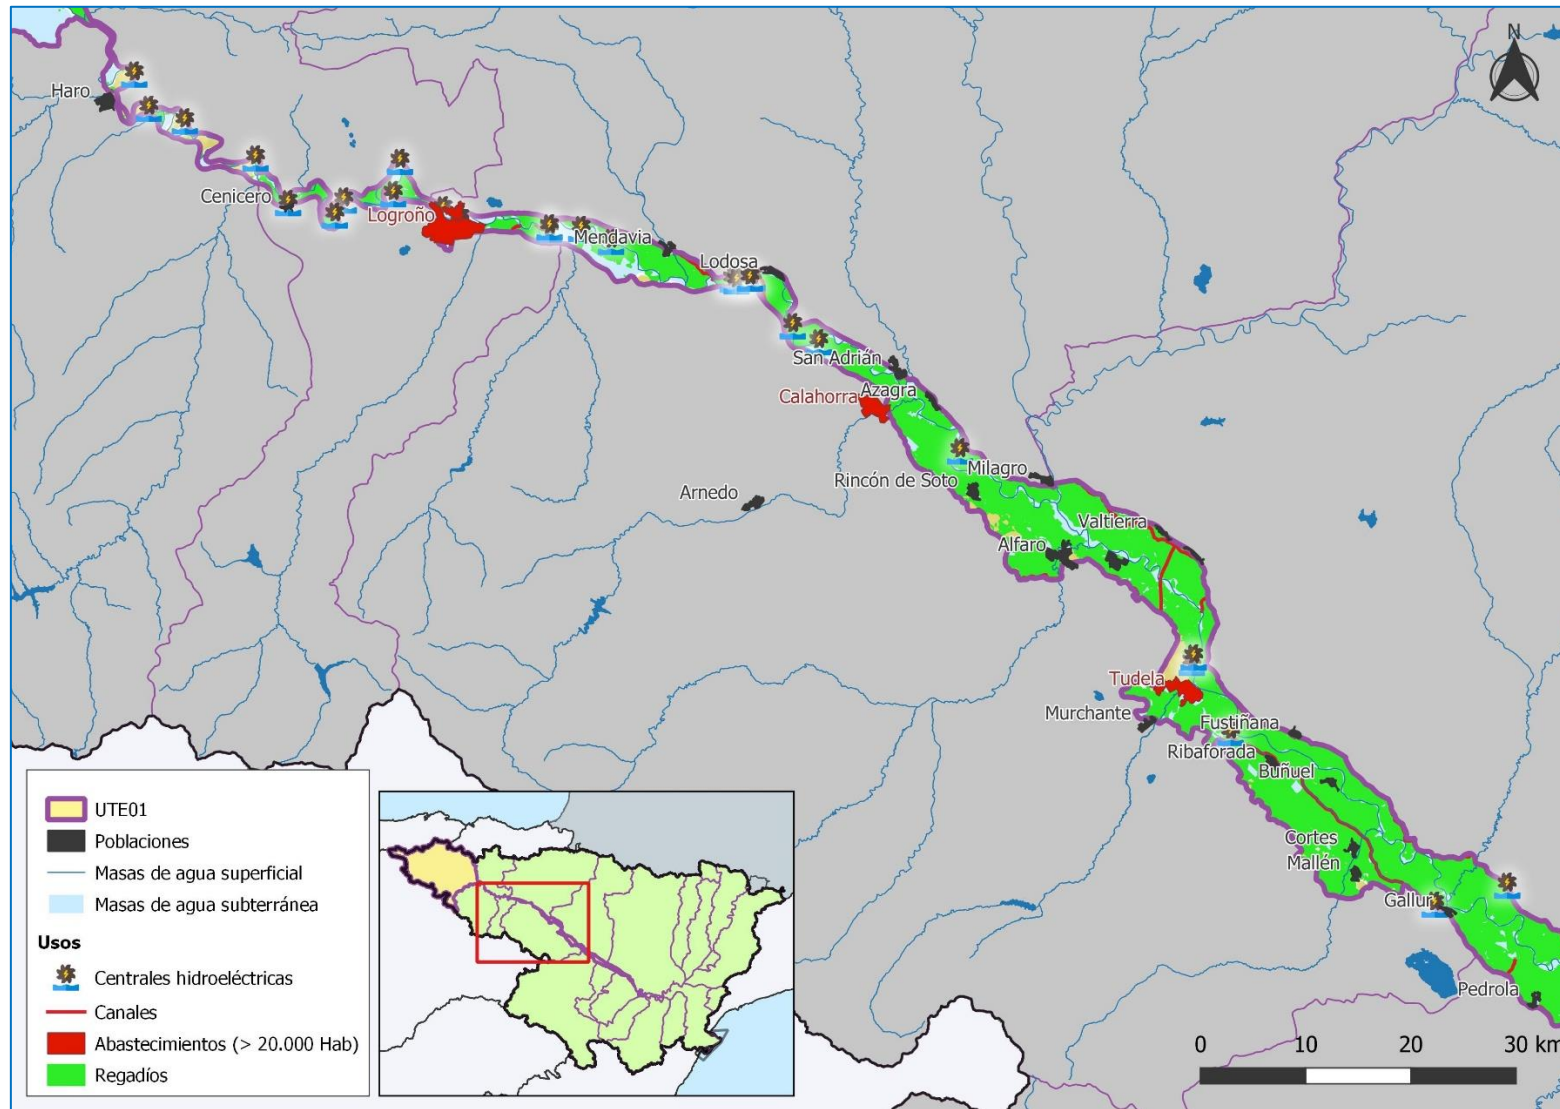 N
Haro
Cenicero
Logroño
Mendavia
Lodosa
San Adrián
Azagra
Calahorra
Milagro
Rincón de Soto
Arnedo
Valtierra
Alfaro
Tudela
Murchante
Fustiñana
Ribaforada
Buñuel
Cortes
Mallén
Gallur
Pedrola
UTE01
Poblaciones
Masas de agua superficial
Masas de agua subterránea
Usos
Centrales hidroeléctricas
Canales
Abastecimientos (> 20.000 Hab)
Regadíos
0 10 20 30 km